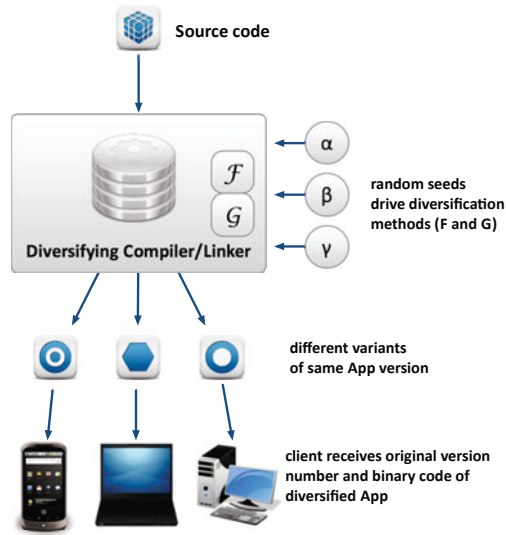 Source code
α
ℱ
β
random seeds
drive diversification
methods (F and G)
𝒢
Diversifying Compiler/Linker
γ
different variants
of same App version
client receives original version
number and binary code of
diversified App